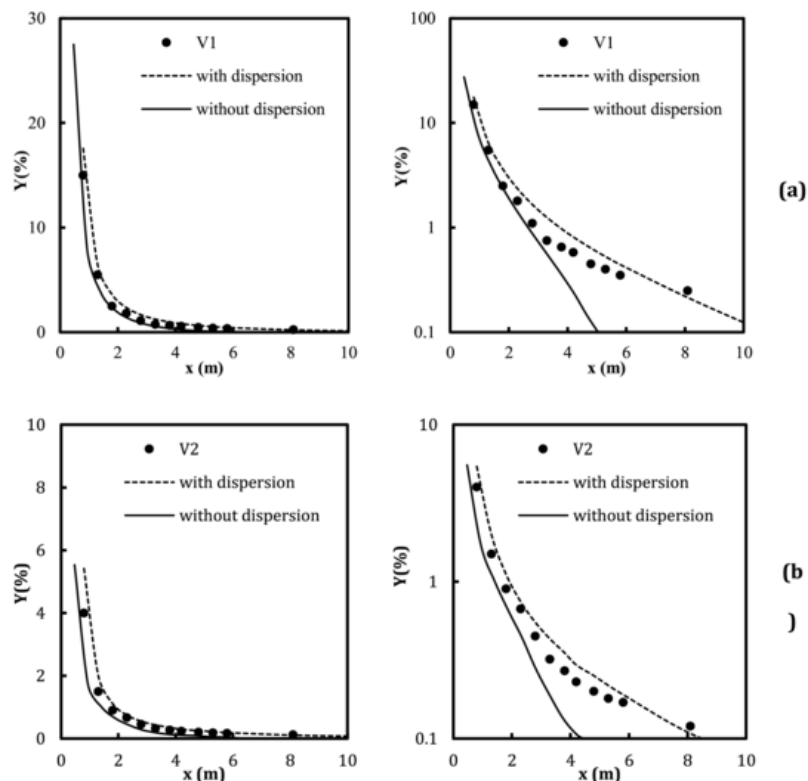 30
20
10
0
Y(%)
V1
with dispersion
without dispersion
0 2 4 6 8 10
x (m)
100
10
1
0.1
Y(%)
V1
with dispersion
without dispersion
0 2 4 6 8 10
x (m)
(a)
10
8
6
4
2
0
Y(%)
V2
with dispersion
without dispersion
0 2 4 6 8 10
x (m)
10
1
0.1
Y(%)
V2
with dispersion
without dispersion
0 2 4 6 8 10
x (m)
(b
)